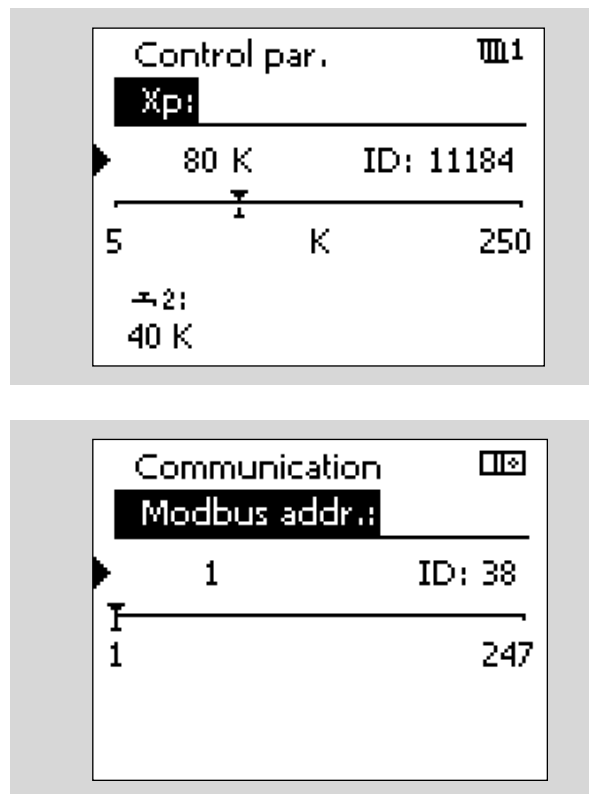 Control par. 1
Xp:
80 K ID: 11184
5 K 250
2:
40 K
Communication
Modbus addr.:
1 ID: 38
1 247